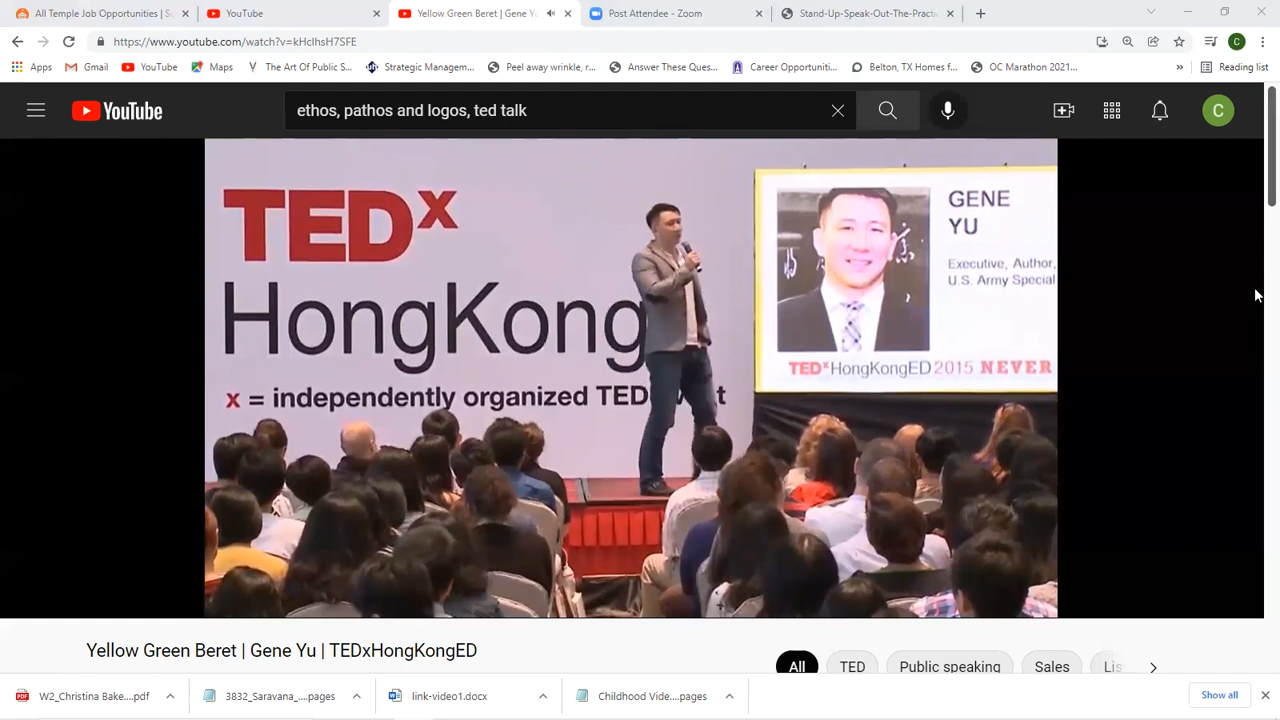 All Temple Job Opportunities | Su
YouTube
Yellow Green Beret | Gene Yu
Post Attendee - Zoom
Stand-Up-Speak-Out-The-Practi
https://www.youtube.com/watch?v=kHcIhsH7SFE
C
Apps
Gmail
YouTube
Maps
The Art Of Public S...
Strategic Managem...
Peel away wrinkle, r...
Answer These Que...
Career Opportuniti...
Belton, TX Homes f...
OC Marathon 2021...
»
Reading list
YouTube
ethos, pathos and logos, ted talk
C
TEDx
HongKong
x = independently organized TED
GENE
YU
Executive, Author,
U.S. Army Special
TEDxHongKongED 2015 NEVER
Yellow Green Beret | Gene Yu | TEDxHongKongED
All
TED
Public speaking
Sales
Lis
W2_Christina Bake....pdf
3832_Saravana_....pages
link-video1.docx
Childhood Vide....pages
Show all